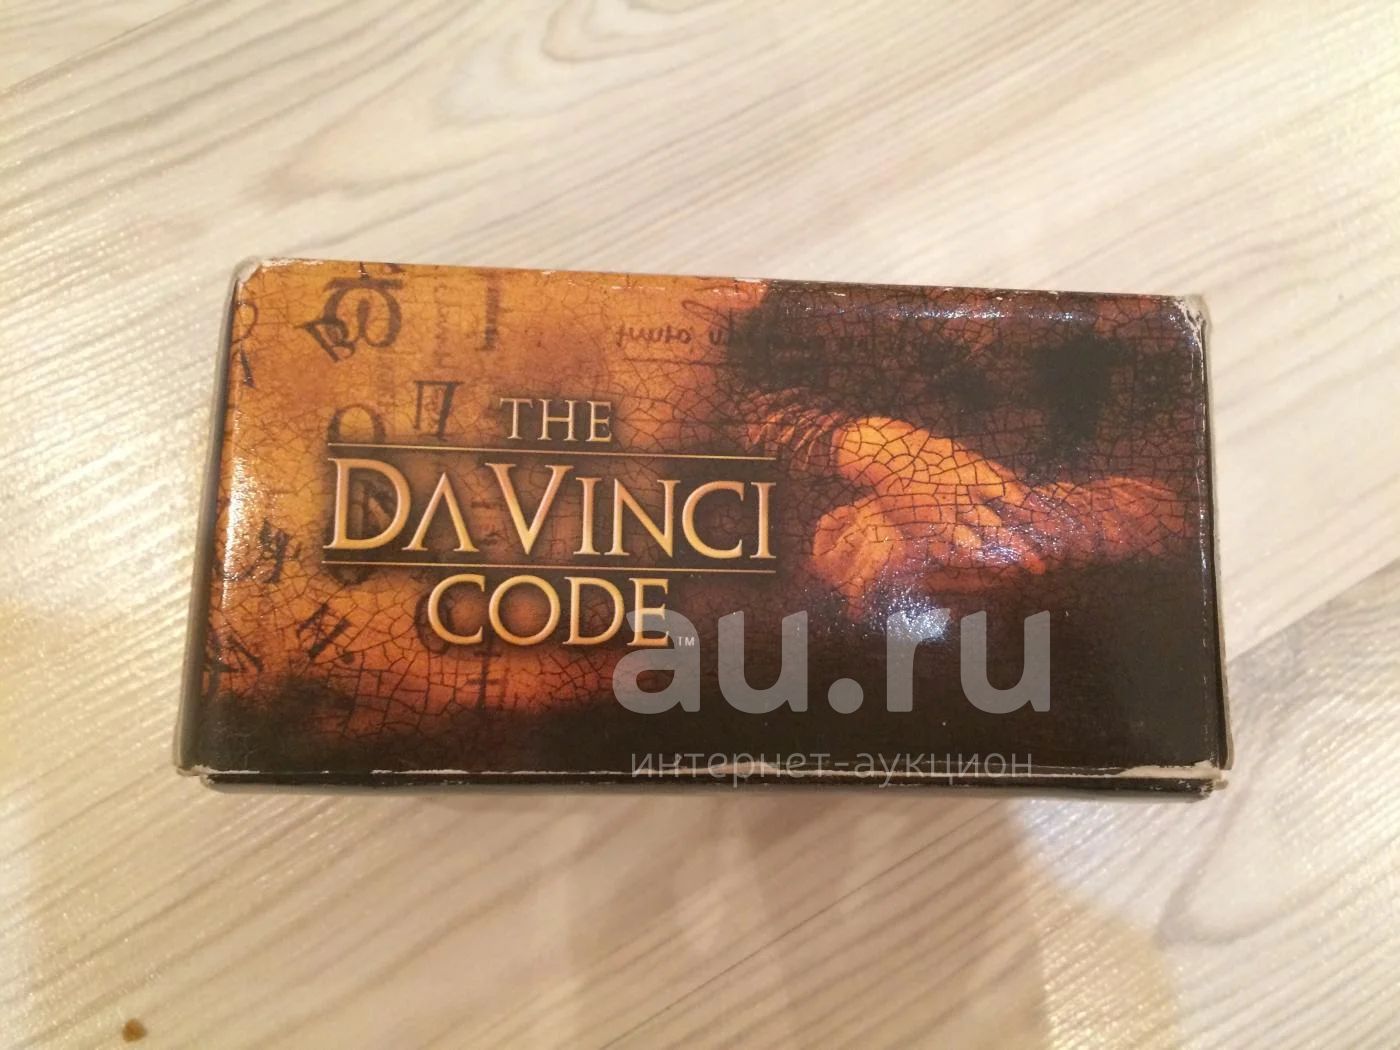 THE
DAVINCI
CODE
TM
au.ru
интернет-аукцион